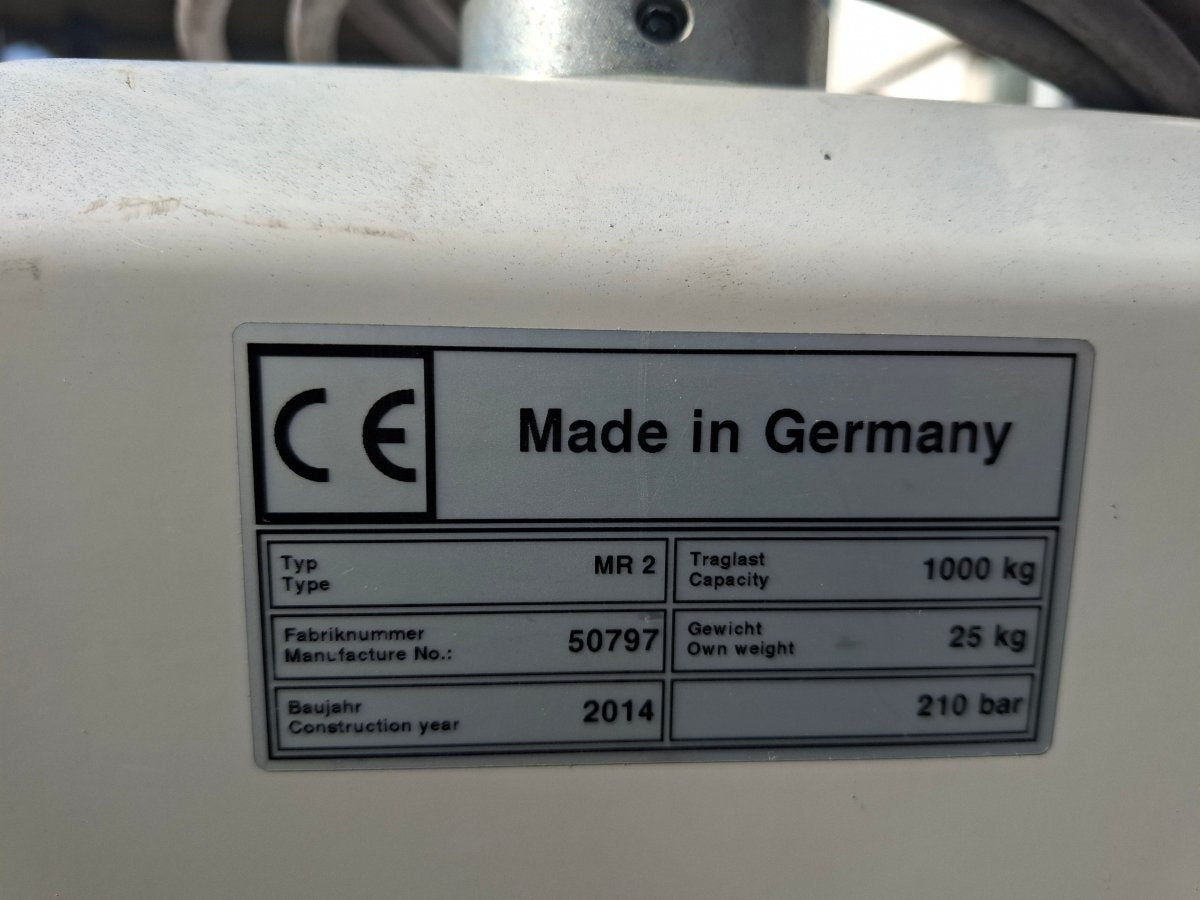 CE
Made in Germany
Typ
Type
MR 2
Traglast
Capacity
1000 kg
Fabriknummer
Manufacture No.:
50797
Gewicht
Own weight
25 kg
Baujahr
Construction year
2014
210 bar